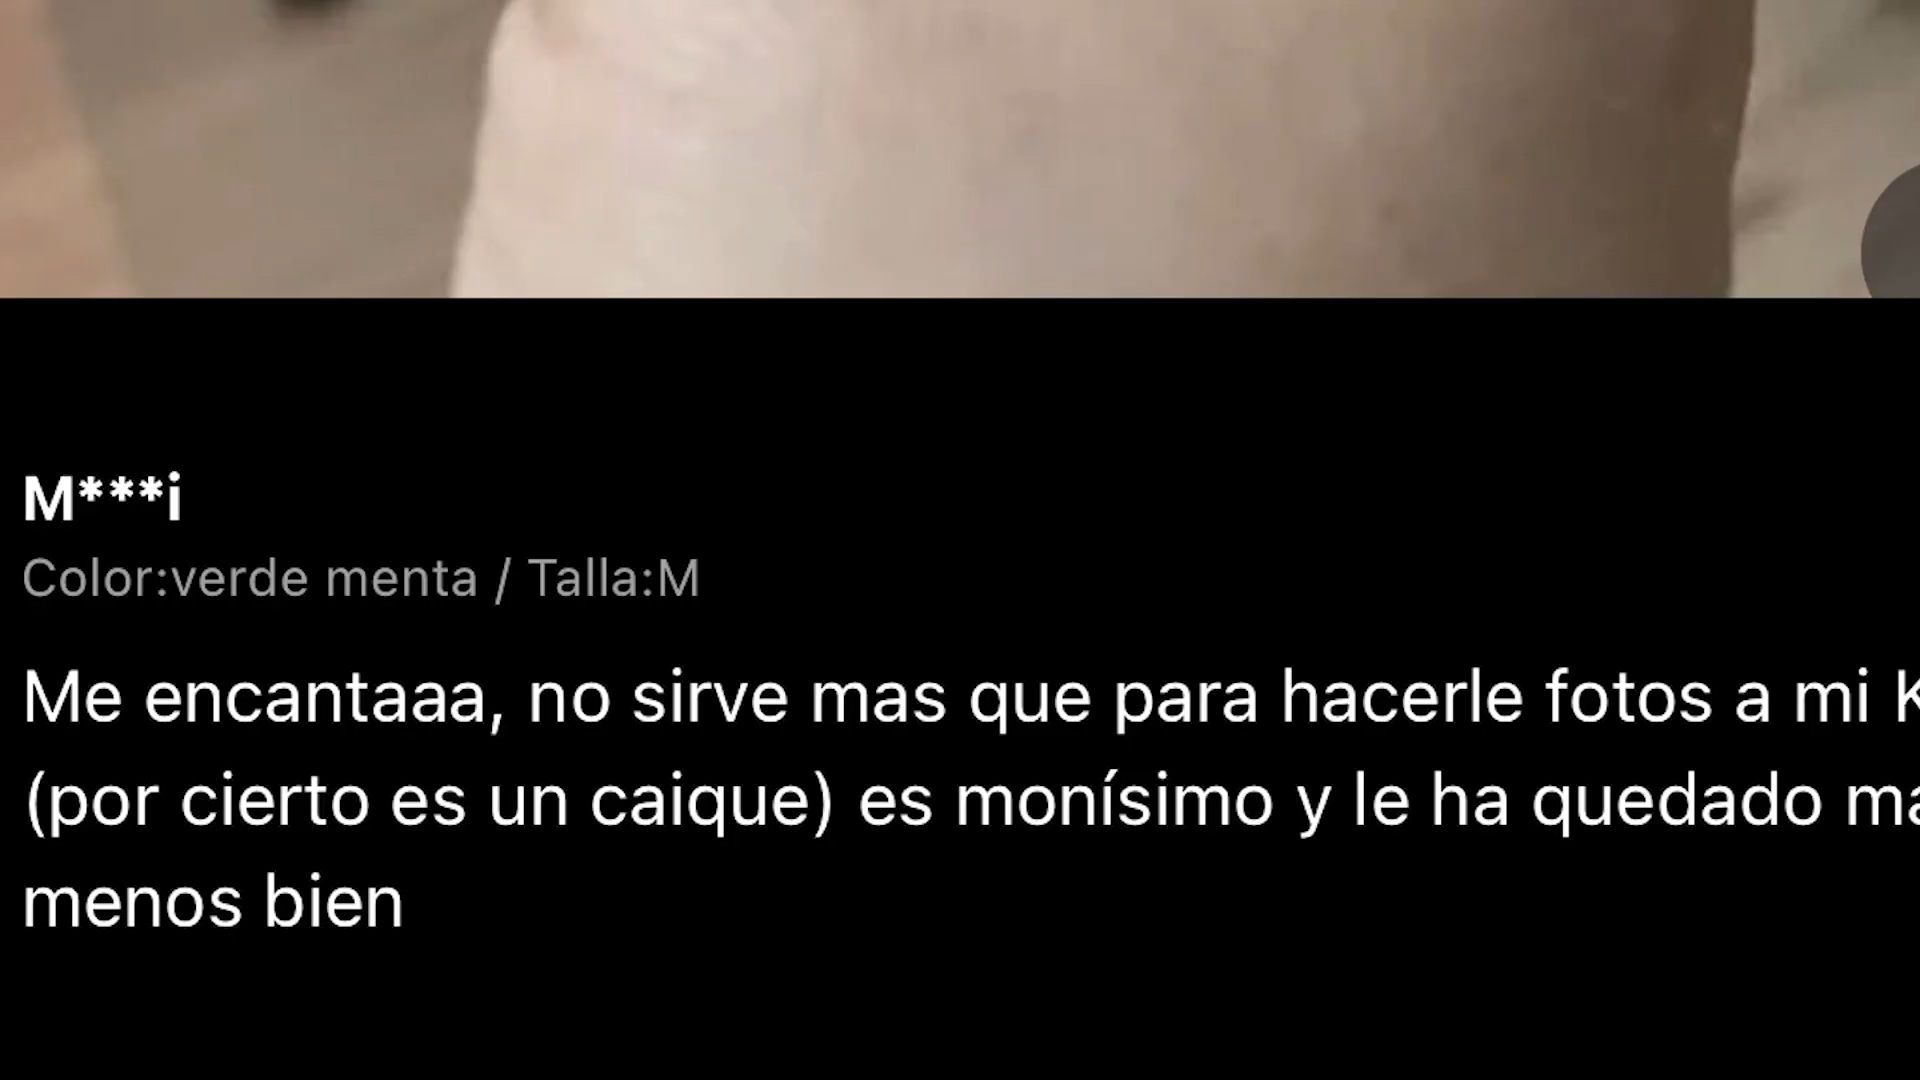 M***i
Color:verde menta / Talla:M
Me encantaaa, no sirve mas que para hacerle fotos a mi
(por cierto es un caique) es monísimo y le ha quedado
menos bien